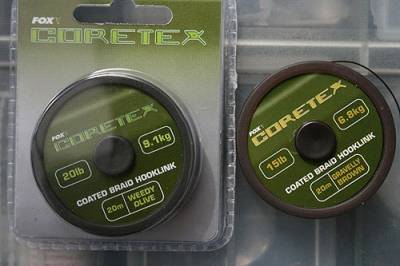 FOX
CORETEX
FOX
CORETEX
20lb
9.1kg
COATED BRAID HOOKLINK
20m
WEEDY
OLIVE
FOX
CORETEX
15lb
6.8kg
COATED BRAID HOOKLINK
20m
GRAVELLY
BROWN